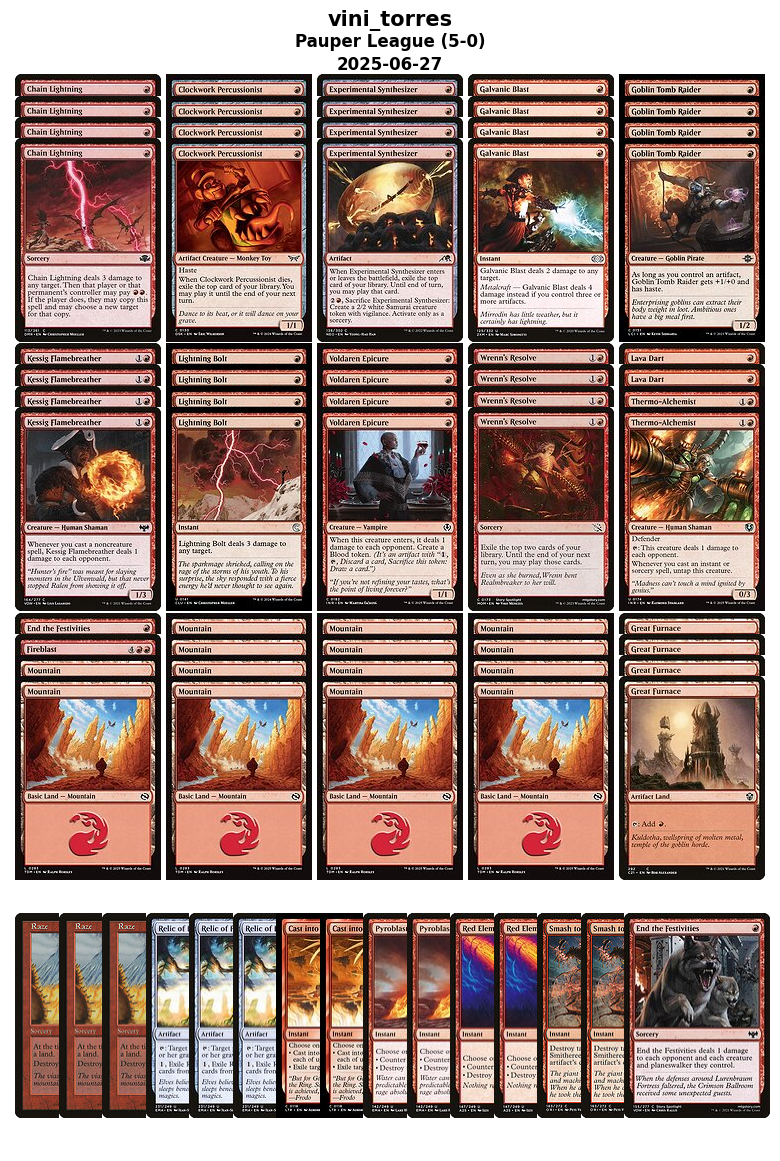 vini_torres
Pauper League (5-0)
2025-06-27
Chain Lightning
Chain Lightning
Chain Lightning
Chain Lightning
Sorcery
Chain Lightning deals 3 damage to
any target. Then that player or that
permanent's controller may pay
If the player does, they may copy
this spell and may choose a new target
for that copy.
Clockwork Percussionist
Clockwork Percussionist
Clockwork Percussionist
Clockwork Percussionist
Artifact Creature — Monkey Toy
Haste
When Clockwork Percussionist dies,
exile the top card of your library. You
may play it until the end of your next
turn.
Dance to its beat, or it will dance on your
grave.
1/1
Experimental Synthesizer
Experimental Synthesizer
Experimental Synthesizer
Experimental Synthesizer
Artifact
When Experimental Synthesizer enters
or leaves the battlefield, exile the top
card of your library. Until end of turn,
you may play that card.
Sacrifice Experimental Synthesizer:
Create a 2/2 white Samurai creature
token with vigilance. Activate only as a
sorcery.
Galvanic Blast
Galvanic Blast
Galvanic Blast
Galvanic Blast
Instant
Galvanic Blast deals 2 damage to any
target.
Metalcraft — Galvanic Blast deals 4
damage instead if you control three or
more artifacts.
Mirrodin has little weather, but it
certainly has lightning.
Goblin Tomb Raider
Goblin Tomb Raider
Goblin Tomb Raider
Goblin Tomb Raider
Creature — Goblin Pirate
As long as you control an artifact,
Goblin Tomb Raider gets +1/+0 and
has haste.
Enterprising goblins can extract their
body weight in loot. Ambitious ones
have a big meal first.
1/2
Kessig Flamebreather
Kessig Flamebreather
Kessig Flamebreather
Kessig Flamebreather
Creature — Human Shaman
Whenever you cast a noncreature
spell, Kessig Flamebreather deals 1
damage to each opponent.
"Hunter's fire" was meant for slaying
monsters in the Ulvenwald, but that never
stopped Ralen from showing it off.
1/3
Lightning Bolt
Lightning Bolt
Lightning Bolt
Lightning Bolt
Instant
Lightning Bolt deals 3 damage to
any target.
The sparkmage shrieked, calling on the
rage of the storms of his youth. To his
surprise, the sky responded with a fierce
energy he'd never thought to see again.
Voldaren Epicure
Voldaren Epicure
Voldaren Epicure
Voldaren Epicure
Creature — Vampire
When this creature enters, it deals 1
damage to each opponent. Create a
Blood token. (It's an artifact with "1,
Discard a card, Sacrifice this token:
Draw a card.")
"If you're not refining your tastes, what's
the point of living forever?"
1/1
Wrenn's Resolve
Wrenn's Resolve
Wrenn's Resolve
Wrenn's Resolve
Sorcery
Exile the top two cards of your
library. Until the end of your next
turn, you may play those cards.
Even as she burned, Wrenn bent
Realmbreaker to her will.
Lava Dart
Lava Dart
Thermo-Alchemist
Thermo-Alchemist
Creature — Human Shaman
Defender
This creature deals 1 damage to
each opponent.
Whenever you cast an instant or
sorcery spell, untap this creature.
"Madness can't touch a mind ignited by
genius."
0/3
End the Festivities
Fireblast
Mountain
Mountain
Basic Land — Mountain
Mountain
Mountain
Mountain
Mountain
Basic Land — Mountain
Mountain
Mountain
Mountain
Mountain
Basic Land — Mountain
Mountain
Mountain
Mountain
Mountain
Basic Land — Mountain
Great Furnace
Great Furnace
Great Furnace
Great Furnace
Artifact Land
Add
Kuldotha, wellspring of molten metal,
temple of the goblin horde.
Raze
Raze
Raze
Relic of
Relic of
Relic of
Cast into
Cast into
Pyroblas
Pyroblas
Red Elem
Red Elem
Smash to
Smash to
End the Festivities
Sorcery
End the Festivities deals 1 damage
to each opponent and each creature and
planeswalker they control.
When the defenses around Lurenbraum
Fortress faltered, the Crimson Ballroom
received some unexpected guests.